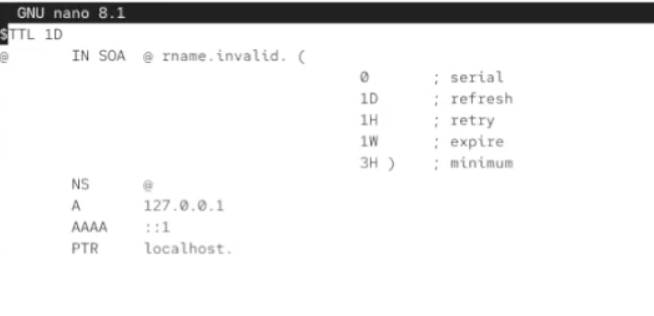 GNU nano 8.1
$TTL 1D
@ IN SOA @ rname.invalid. (
0 ; serial
1D ; refresh
1H ; retry
1W ; expire
3H ) ; minimum
NS @
A 127.0.0.1
AAAA ::1
PTR localhost.